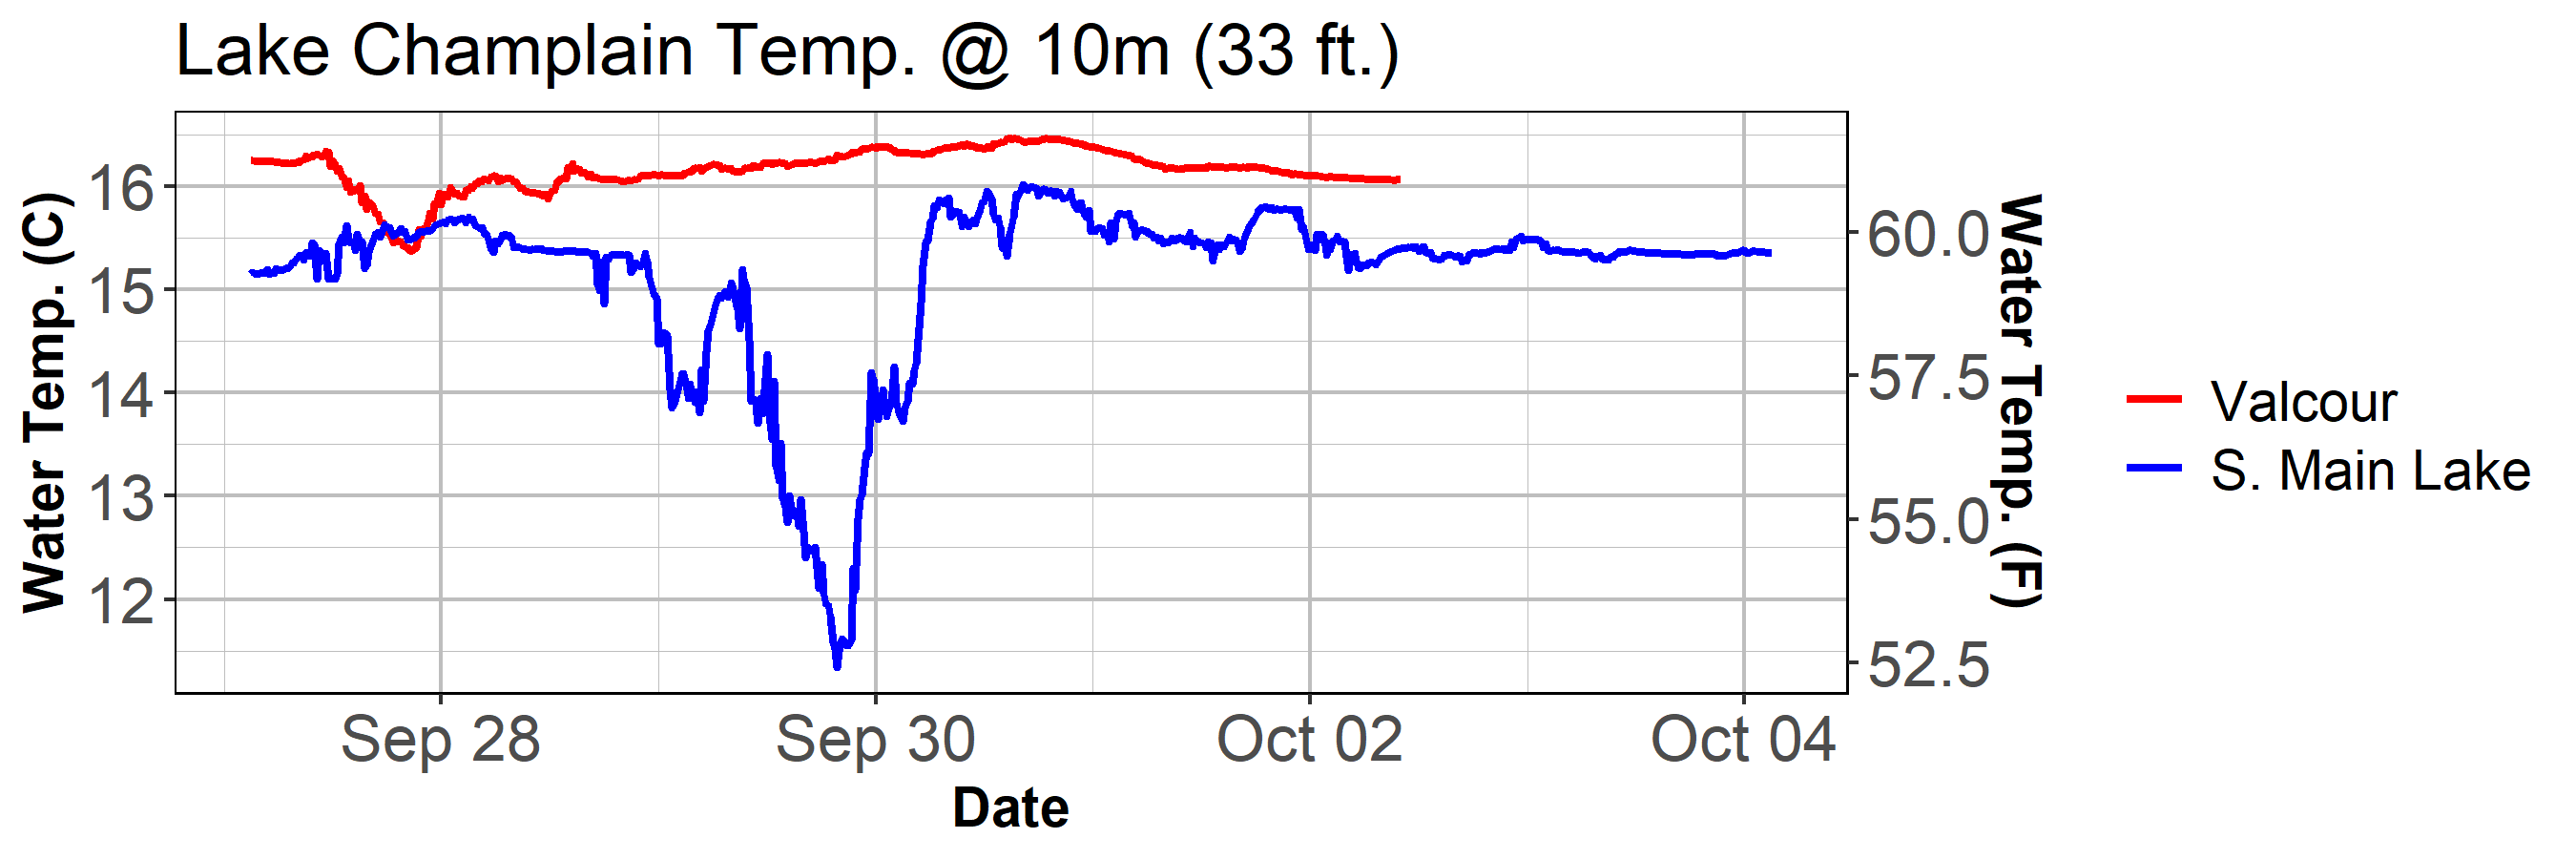 Lake Champlain Temp. @ 10m (33 ft.)
Water Temp. (C)
16
15
14
13
12
60.0
57.5
55.0
52.5
Water Temp. (F)
Sep 28
Sep 30
Oct 02
Oct 04
Date
Valcour
S. Main Lake